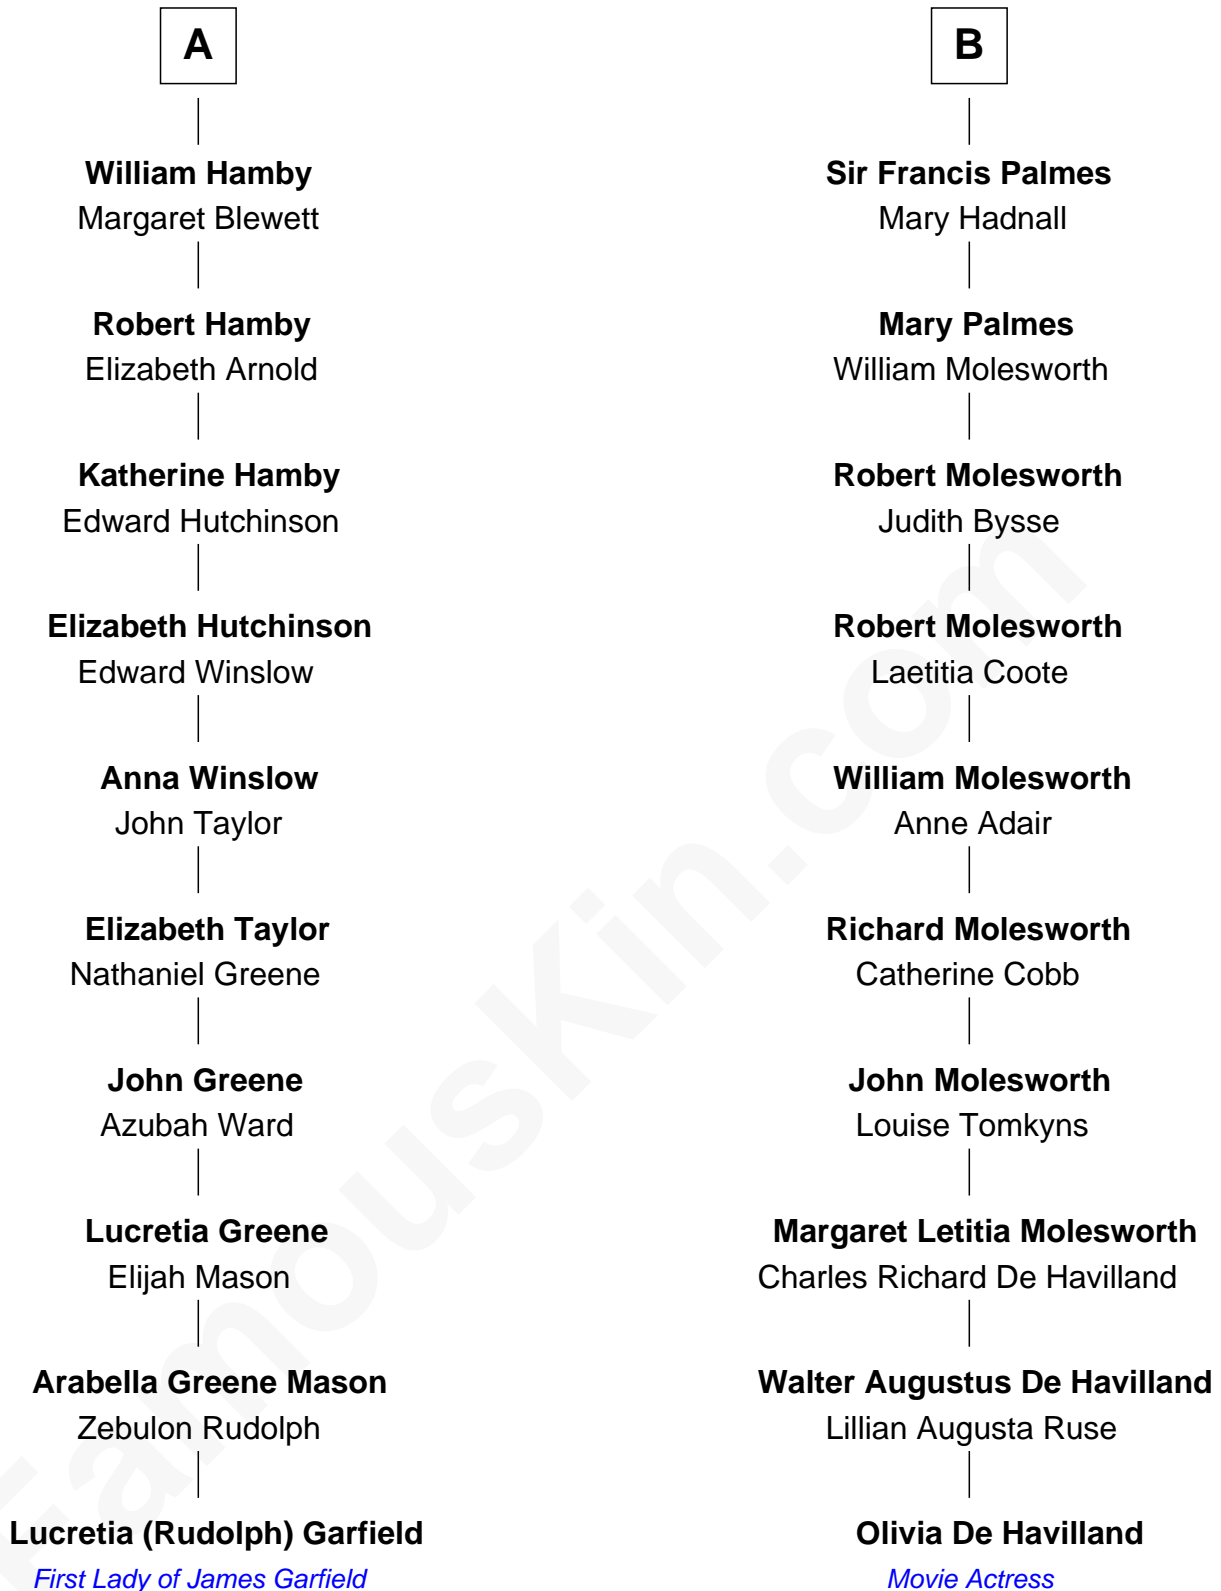 A
William Hamby
Margaret Blewett
Robert Hamby
Elizabeth Arnold
Katherine Hamby
Edward Hutchinson
Elizabeth Hutchinson
Edward Winslow
Anna Winslow
John Taylor
Elizabeth Taylor
Nathaniel Greene
John Greene
Azubah Ward
Lucretia Greene
Elijah Mason
Arabella Greene Mason
Zebulon Rudolph
Lucretia (Rudolph) Garfield
First Lady of James Garfield
B
Sir Francis Palmes
Mary Hadnall
Mary Palmes
William Molesworth
Robert Molesworth
Judith Bysse
Robert Molesworth
Laetitia Coote
William Molesworth
Anne Adair
Richard Molesworth
Catherine Cobb
John Molesworth
Louise Tomkyns
Margaret Letitia Molesworth
Charles Richard De Havilland
Walter Augustus De Havilland
Lillian Augusta Ruse
Olivia De Havilland
Movie Actress
FamousKin.com